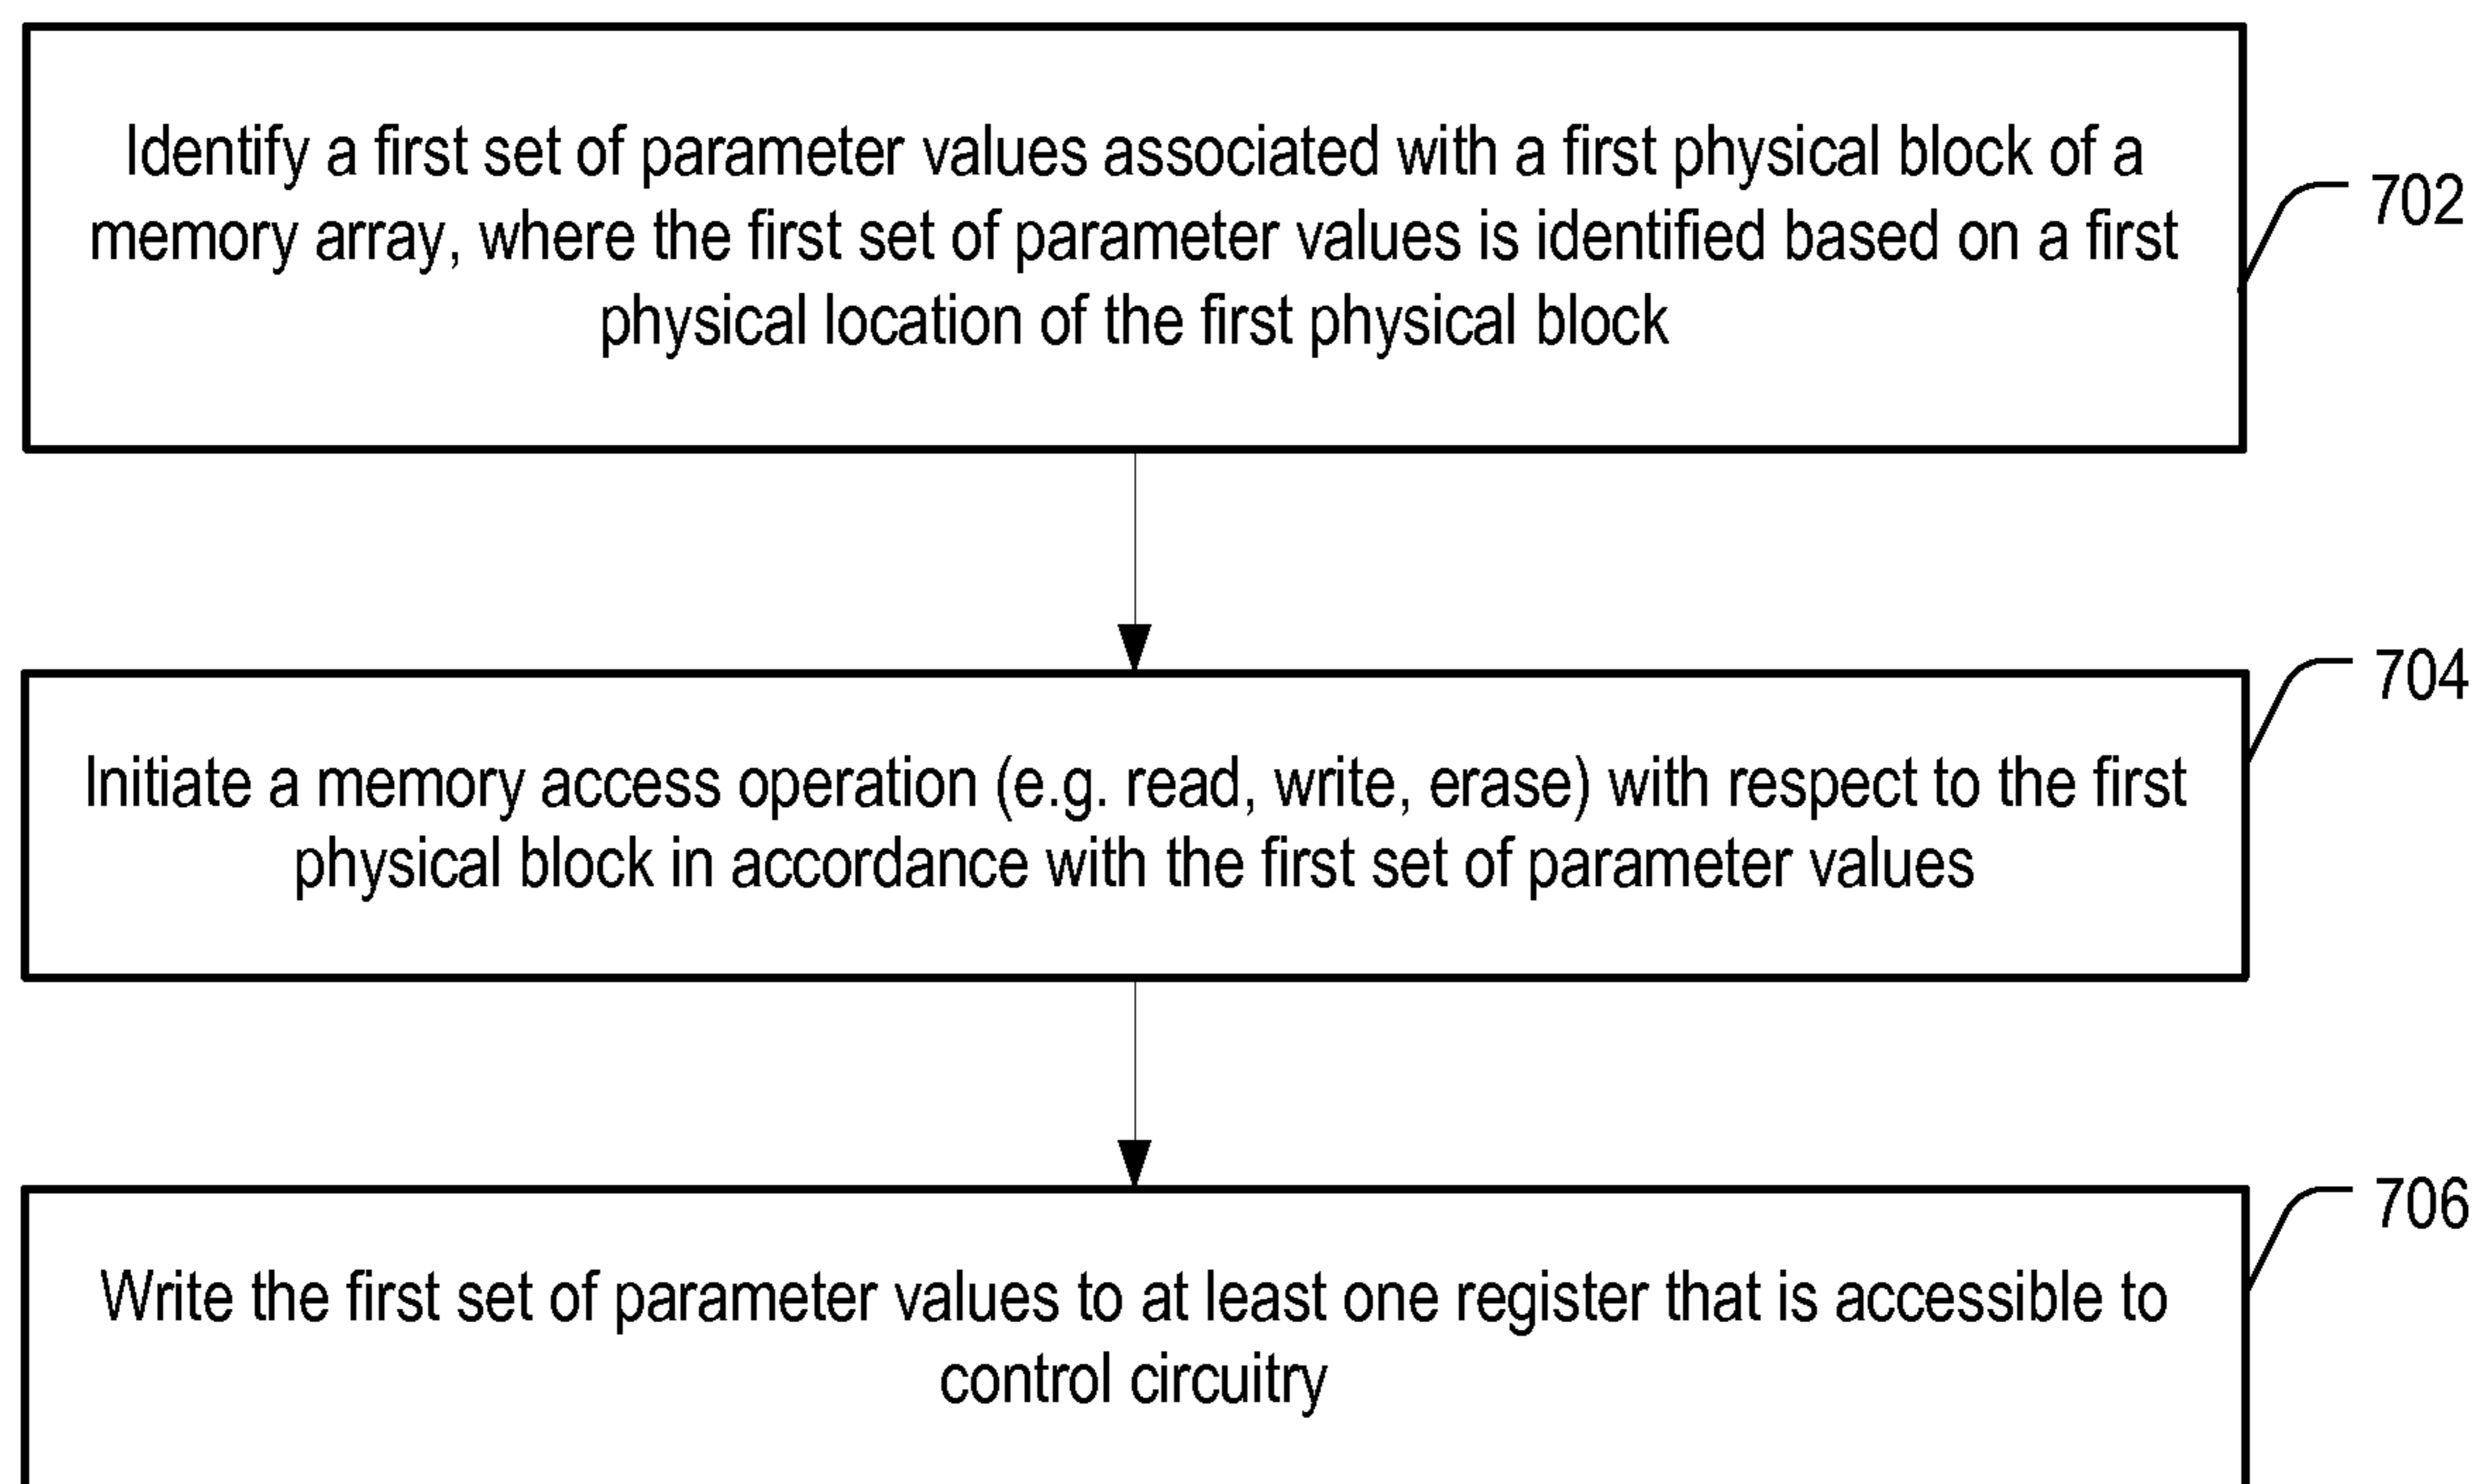 Identify a first set of parameter values associated with a first physical block of a
memory array, where the first set of parameter values is identified based on a first
physical location of the first physical block
702
Initiate a memory access operation (e.g. read, write, erase) with respect to the first
physical block in accordance with the first set of parameter values
704
Write the first set of parameter values to at least one register that is accessible to
control circuitry
706